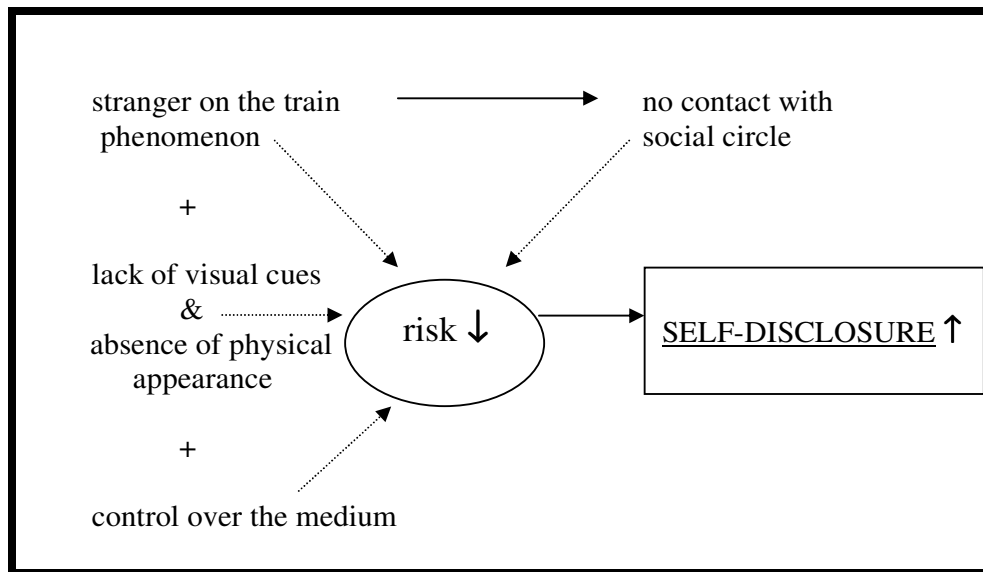 stranger on the train
phenomenon
no contact with
social circle
+
lack of visual cues
&
absence of physical
appearance
risk ↓
SELF-DISCLOSURE ↑
+
control over the medium